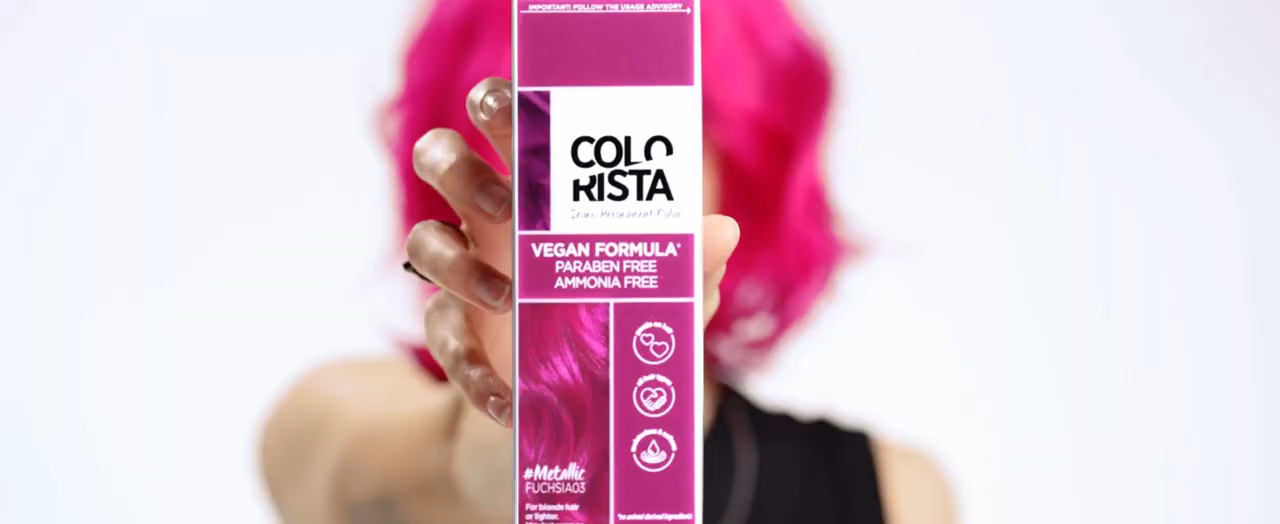 IMPORTANT: FOLLOW THE USAGE ADVISORY
COLO
RISTA
Semi-Permanent Color
VEGAN FORMULA*
PARABEN FREE
AMMONIA FREE
#Metallic
FUCHSIA03
For blonde hair
or lighter.
*no animal derived ingredients